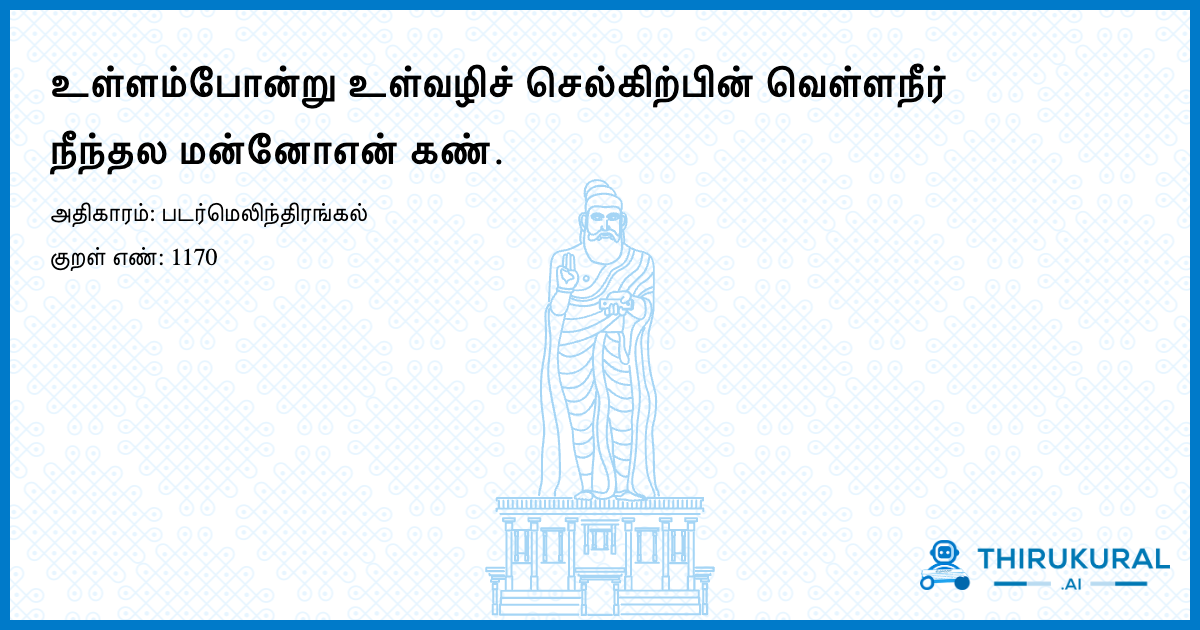 உள்ளம்போன்று உள்வழிச் செல்கிற்பின் வெள்ளநீர்
நீந்தல மன்னோஎன் கண்.
அதிகாரம்: படர்மெலிந்திரங்கல்
குறள் எண்: 1170
THIRUKURAL
.AI